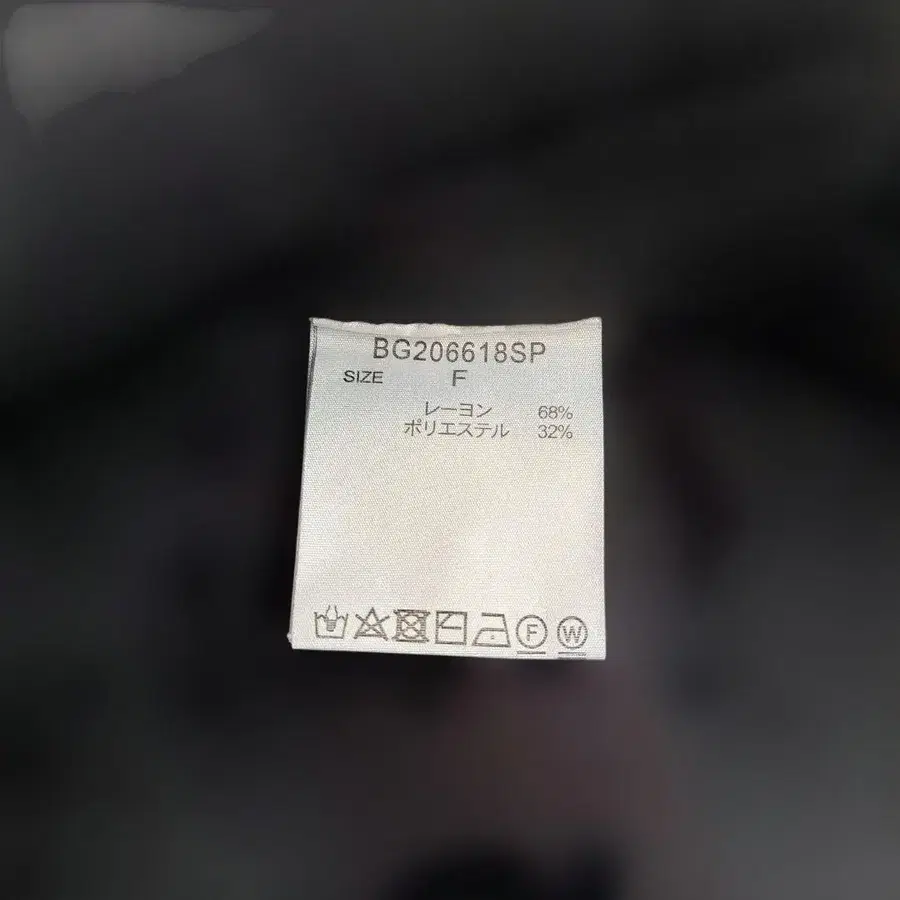 BG206618SP
SIZE F
レーヨン 68%
ポリエステル 32%
F W